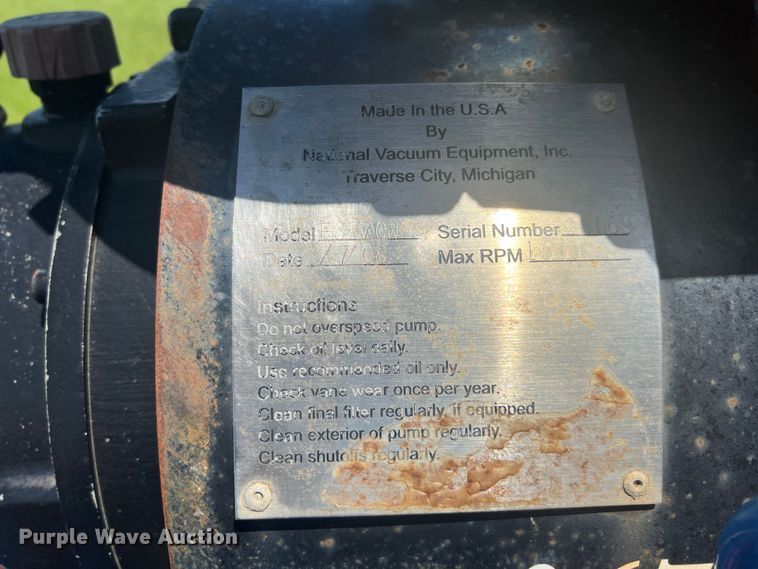 Made In the U.S.A
By
National Vacuum Equipment, Inc.
Traverse City, Michigan
Model Serial Number
Date Max RPM
Instructions
Do not overspeed pump.
Check oil level daily.
Use recommended oil only.
Check vane wear once per year.
Clean final filter regularly, if equipped.
Clean exterior of pump regularly.
Clean shutoffs regularly.
Purple Wave Auction